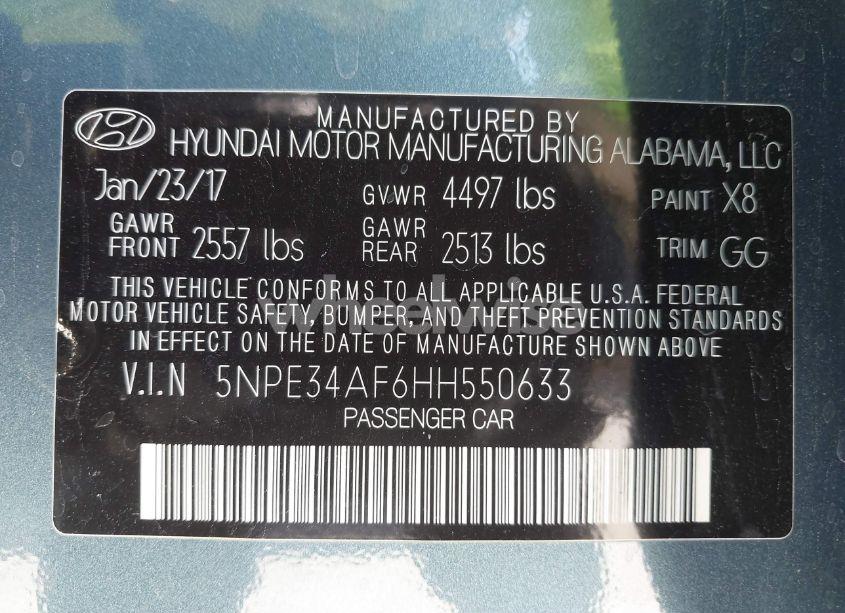 MANUFACTURED BY
HYUNDAI MOTOR MANUFACTURING ALABAMA, LLC
Jan/23/17 GVWR 4497 lbs PAINT X8
GAWR FRONT 2557 lbs GAWR REAR 2513 lbs TRIM GG
THIS VEHICLE CONFORMS TO ALL APPLICABLE U.S.A. FEDERAL
MOTOR VEHICLE SAFETY, BUMPER, AND THEFT PREVENTION STANDARDS
IN EFFECT ON THE DATE OF MANUFACTURE SHOWN ABOVE
wheelwise
V.I.N 5NPE34AF6HH550633
PASSENGER CAR